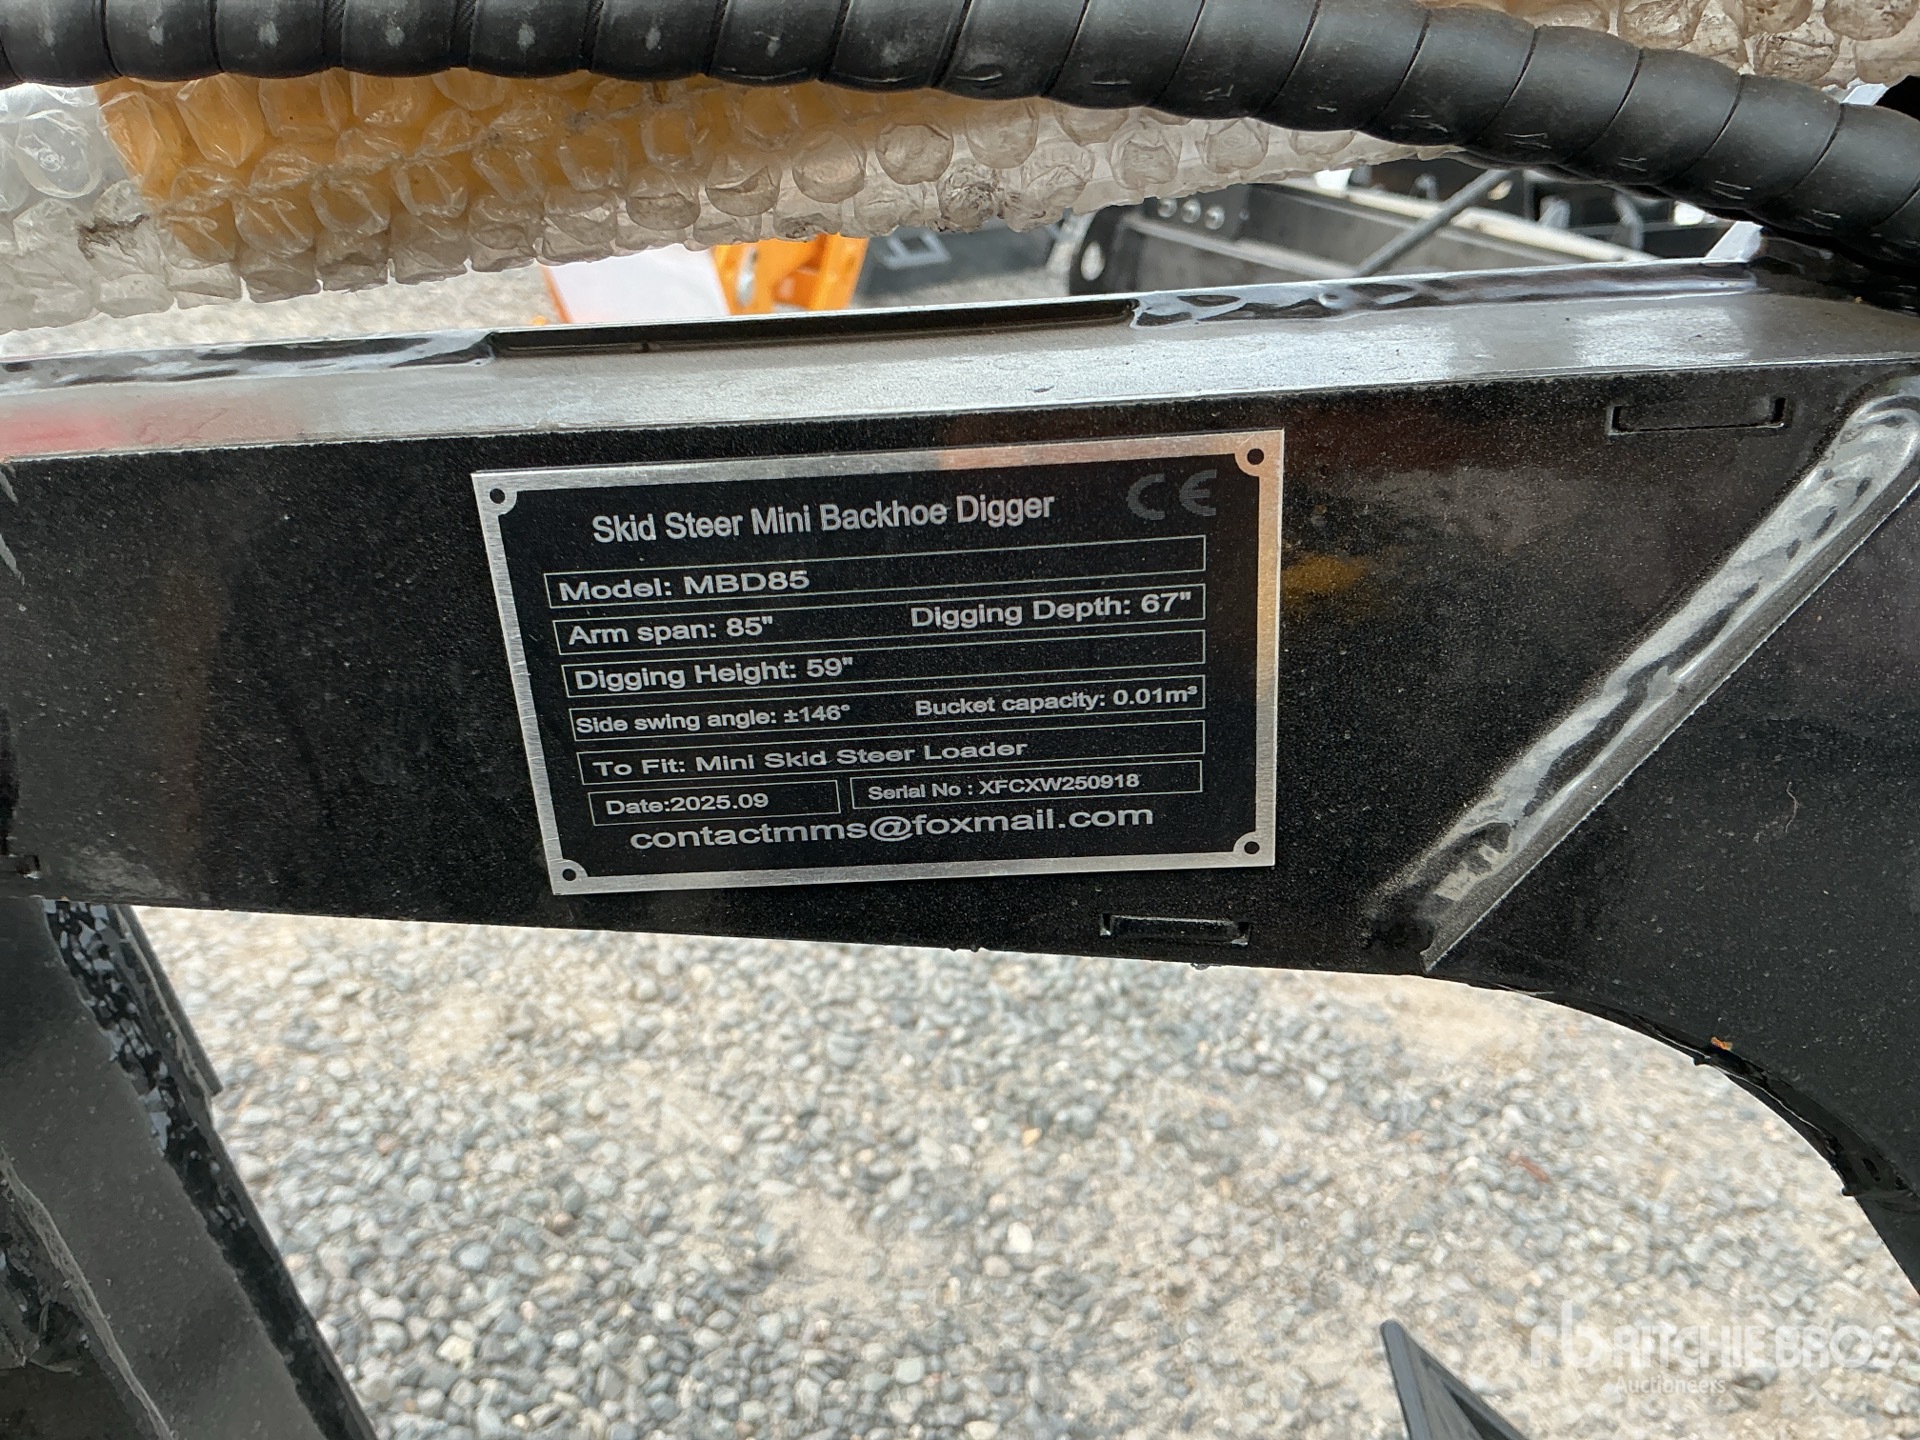 Skid Steer Mini Backhoe Digger CE
Model: MBD85
Arm span: 85" Digging Depth: 67"
Digging Height: 59"
Side swing angle: ±146° Bucket capacity: 0.01m³
To Fit: Mini Skid Steer Loader
Date:2025.09 Serial No : XFCXW250918
contactmms@foxmail.com
rb RITCHIE BROS
Auctioneers